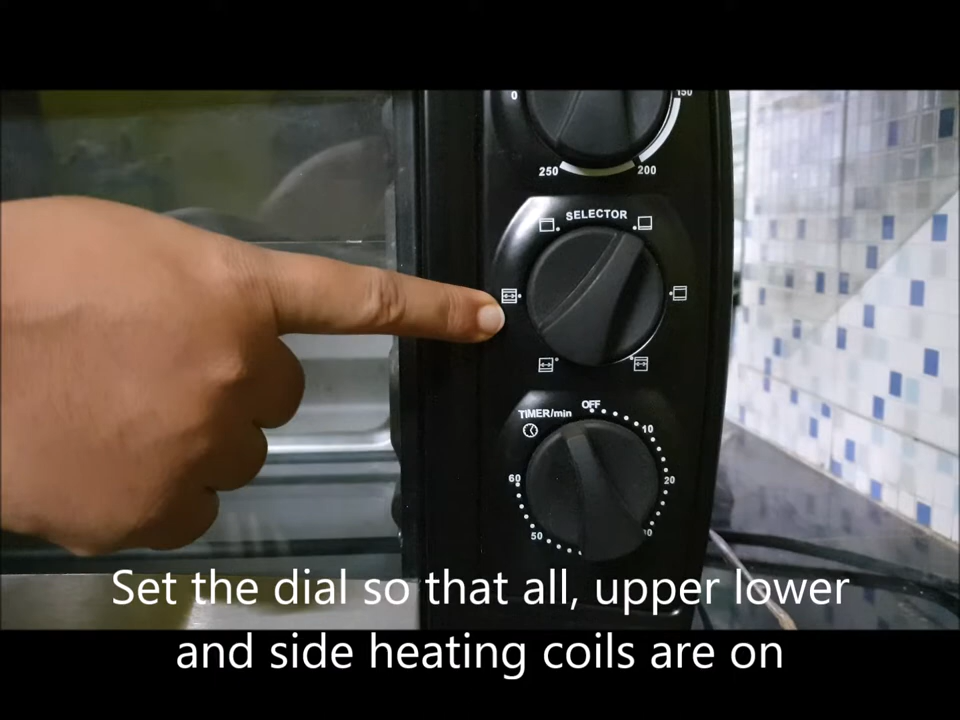 0
150
250
200
SELECTOR
OFF
TIMER/min
10
60
20
50
Set the dial so that all, upper lower
and side heating coils are on